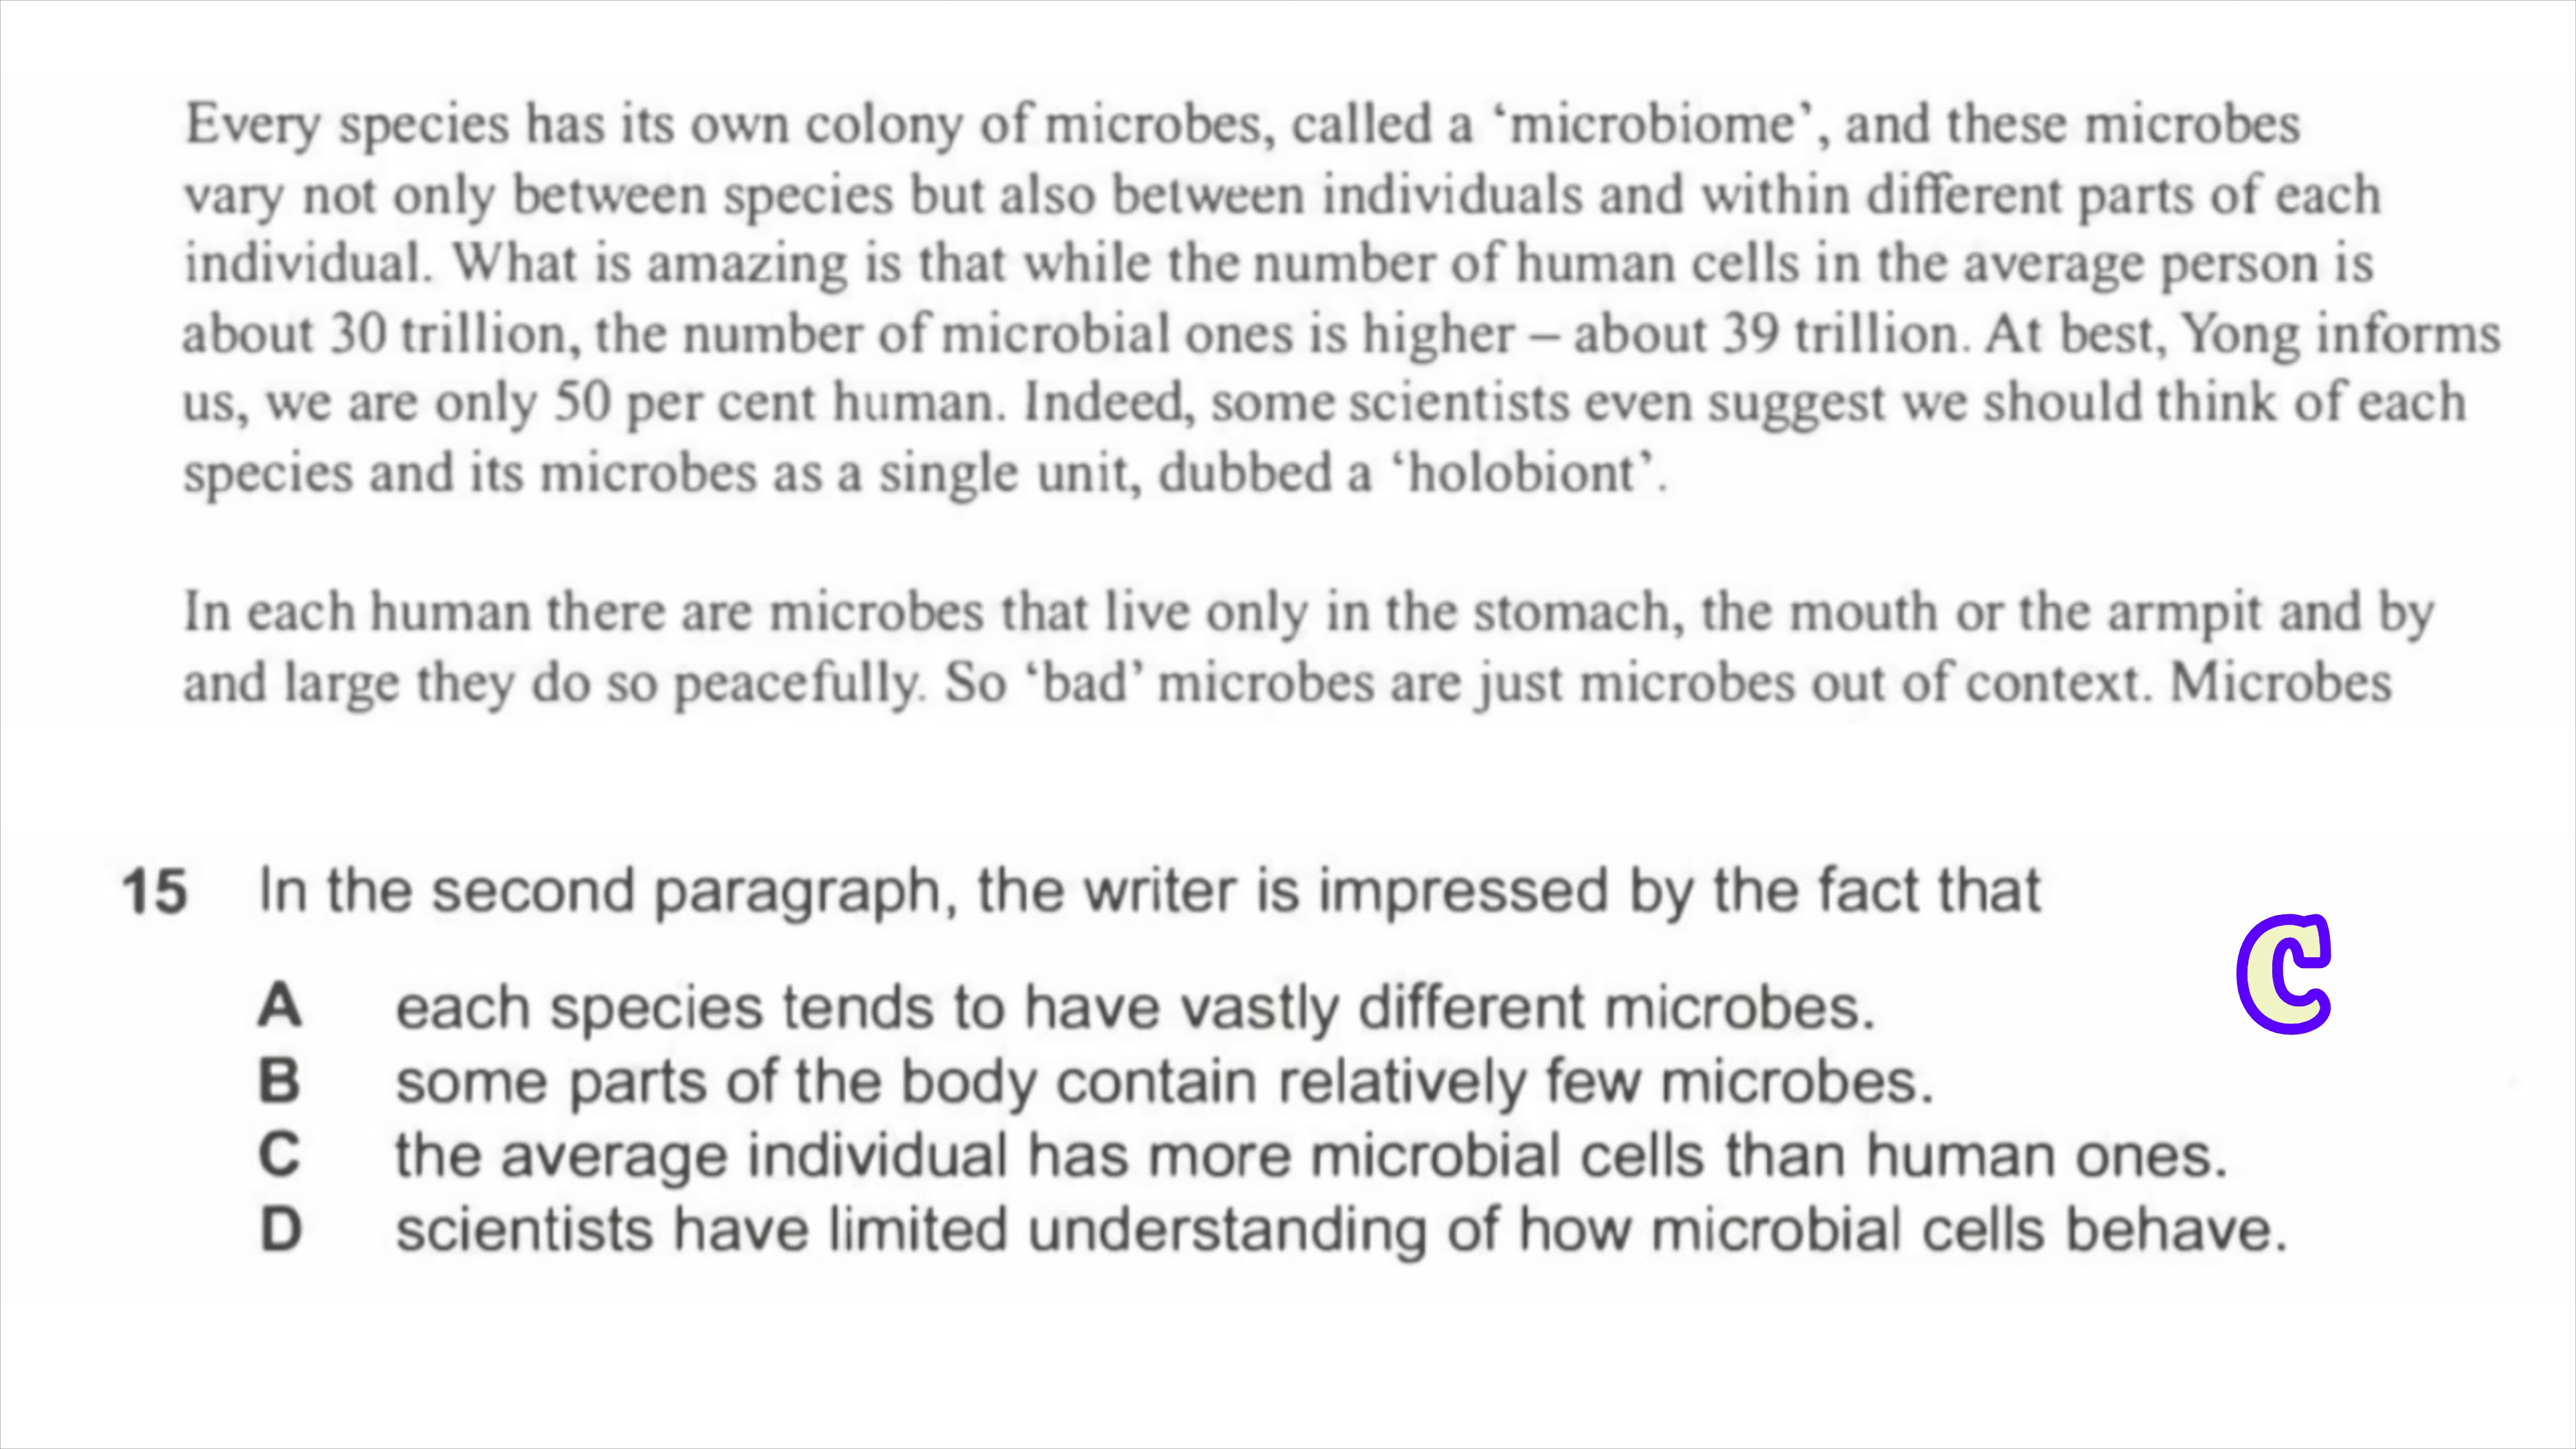 Every species has its own colony of microbes, called a ‘microbiome’, and these microbes
vary not only between species but also between individuals and within different parts of each
individual. What is amazing is that while the number of human cells in the average person is
about 30 trillion, the number of microbial ones is higher – about 39 trillion. At best, Yong informs
us, we are only 50 per cent human. Indeed, some scientists even suggest we should think of each
species and its microbes as a single unit, dubbed a ‘holobiont’.
In each human there are microbes that live only in the stomach, the mouth or the armpit and by
and large they do so peacefully. So ‘bad’ microbes are just microbes out of context. Microbes
15 In the second paragraph, the writer is impressed by the fact that
C
A each species tends to have vastly different microbes.
B some parts of the body contain relatively few microbes.
C the average individual has more microbial cells than human ones.
D scientists have limited understanding of how microbial cells behave.